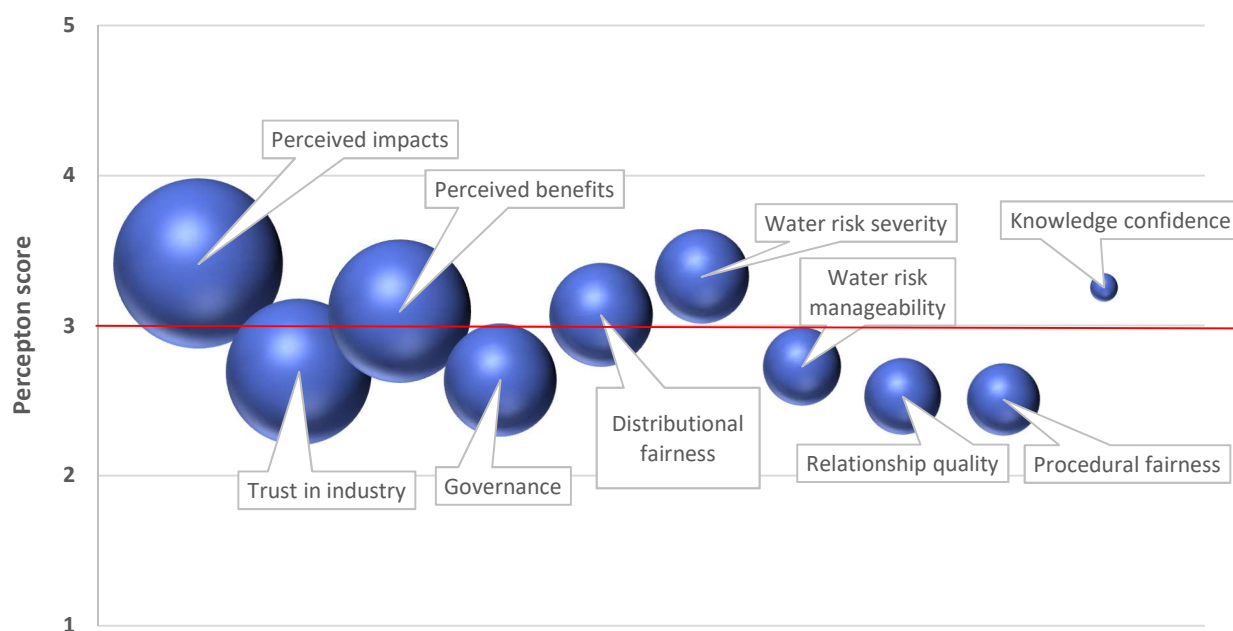 5
4
3
2
1
Percepton score
Perceived impacts
Perceived benefits
Water risk severity
Knowledge confidence
Water risk
manageability
Distributional
fairness
Trust in industry
Governance
Relationship quality
Procedural fairness